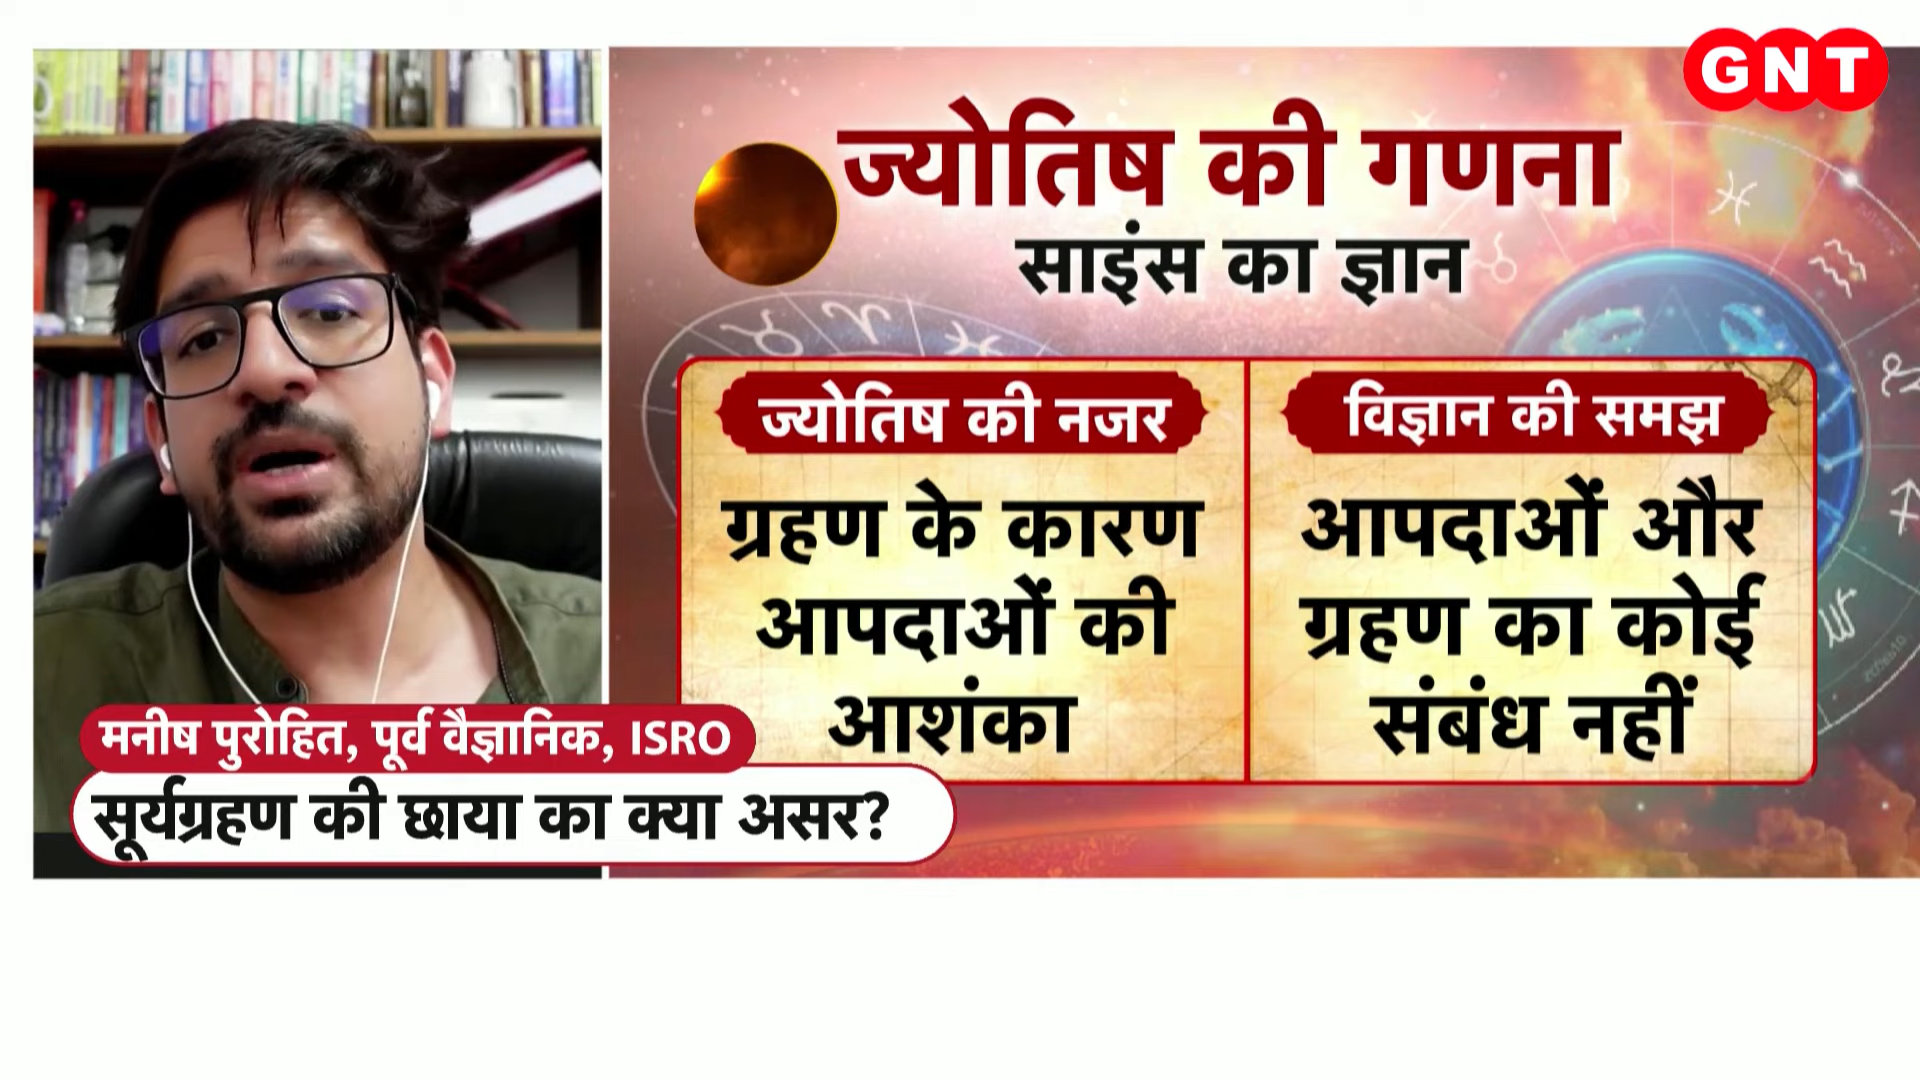 GNT
ज्योतिष की गणना
साइंस का ज्ञान
ज्योतिष की नजर
ग्रहण के कारण
आपदाओं की
आशंका
विज्ञान की समझ
आपदाओं और
ग्रहण का कोई
संबंध नहीं
मनीष पुरोहित, पूर्व वैज्ञानिक, ISRO
सूर्यग्रहण की छाया का क्या असर?